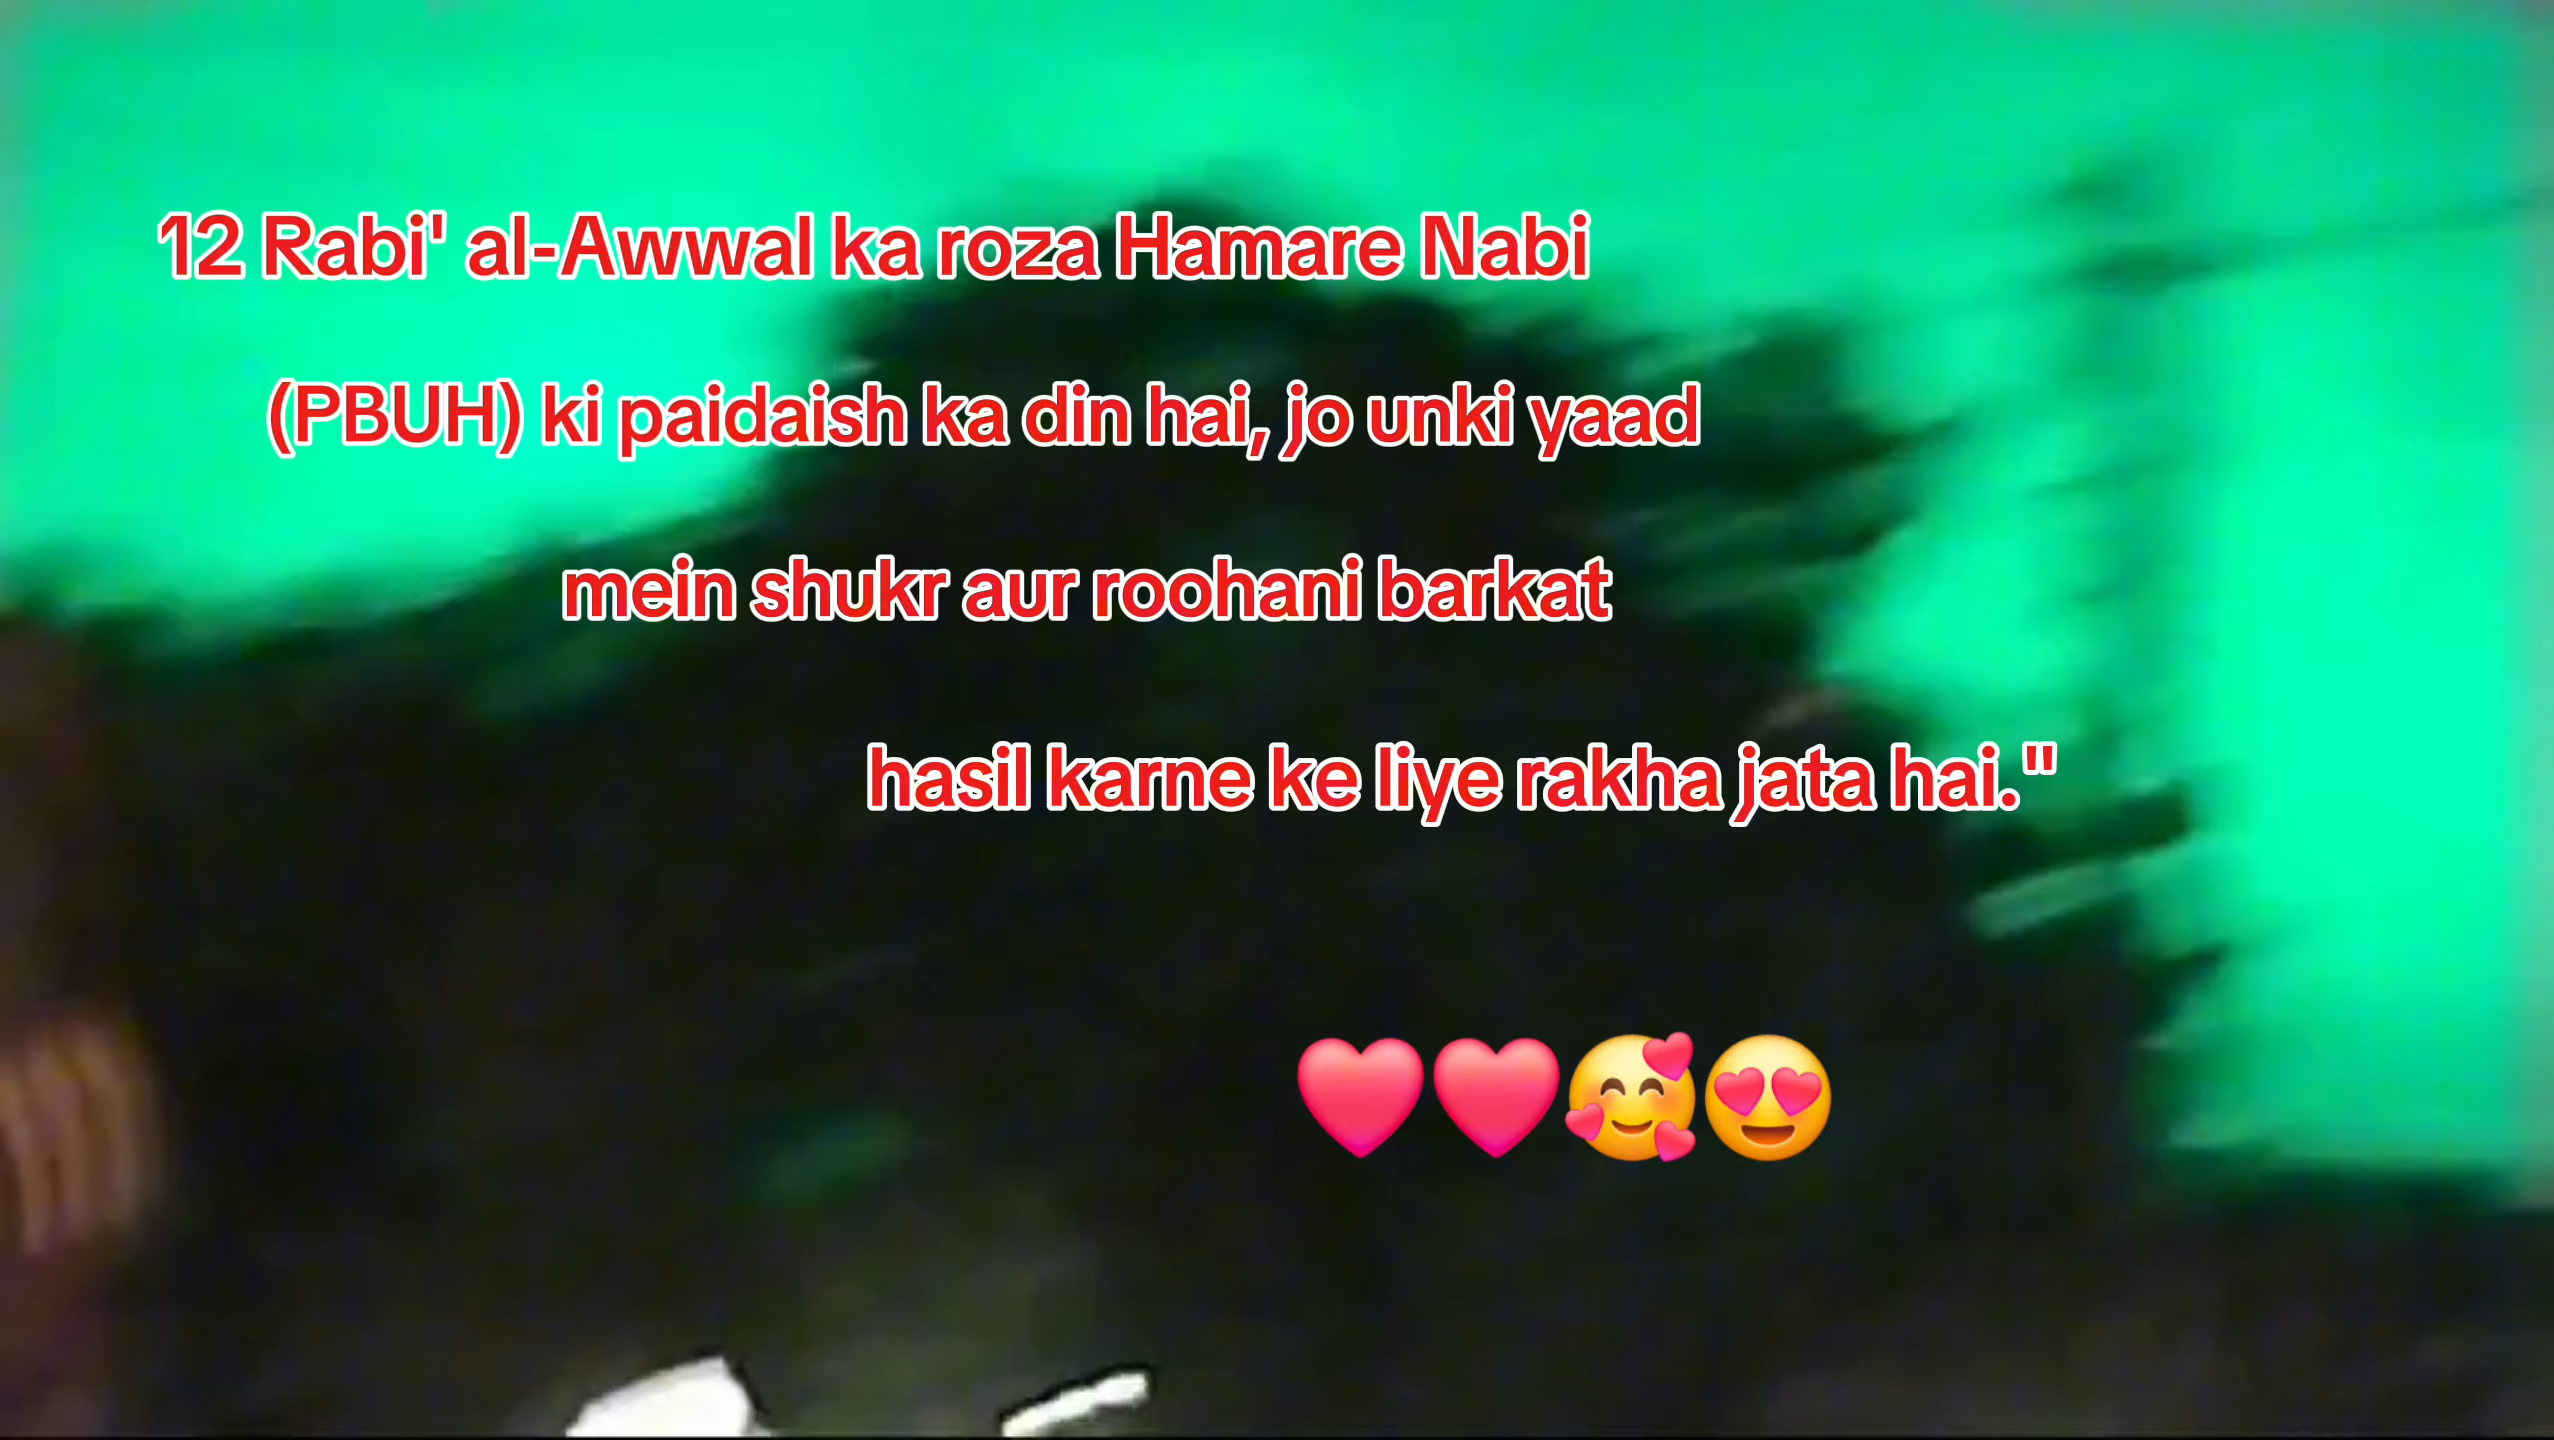 12 Rabi' al-Awwal ka roza Hamare Nabi
(PBUH) ki paidaish ka din hai, jo unki yaad
mein shukr aur roohani barkat
hasil karne ke liye rakha jata hai."